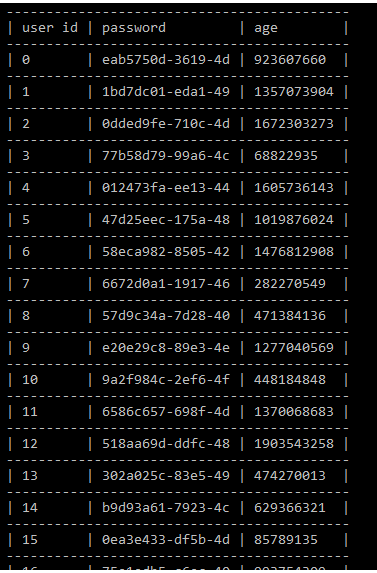 | user id | password | age |
| 0 | eab5750d-3619-4d | 923607660 |
| 1 | 1bd7dc01-eda1-49 | 1357073904 |
| 2 | 0dded9fe-710c-4d | 1672303273 |
| 3 | 77b58d79-99a6-4c | 68822935 |
| 4 | 012473fa-ee13-44 | 1605736143 |
| 5 | 47d25eec-175a-48 | 1019876024 |
| 6 | 58eca982-8505-42 | 1476812908 |
| 7 | 6672d0a1-1917-46 | 282270549 |
| 8 | 57d9c34a-7d28-40 | 471384136 |
| 9 | e20e29c8-89e3-4e | 1277040569 |
| 10 | 9a2f984c-2ef6-4f | 448184848 |
| 11 | 6586c657-698f-4d | 1370068683 |
| 12 | 518aa69d-ddfc-48 | 1903543258 |
| 13 | 302a025c-83e5-49 | 474270013 |
| 14 | b9d93a61-7923-4c | 629366321 |
| 15 | 0ea3e433-df5b-4d | 85789135 |